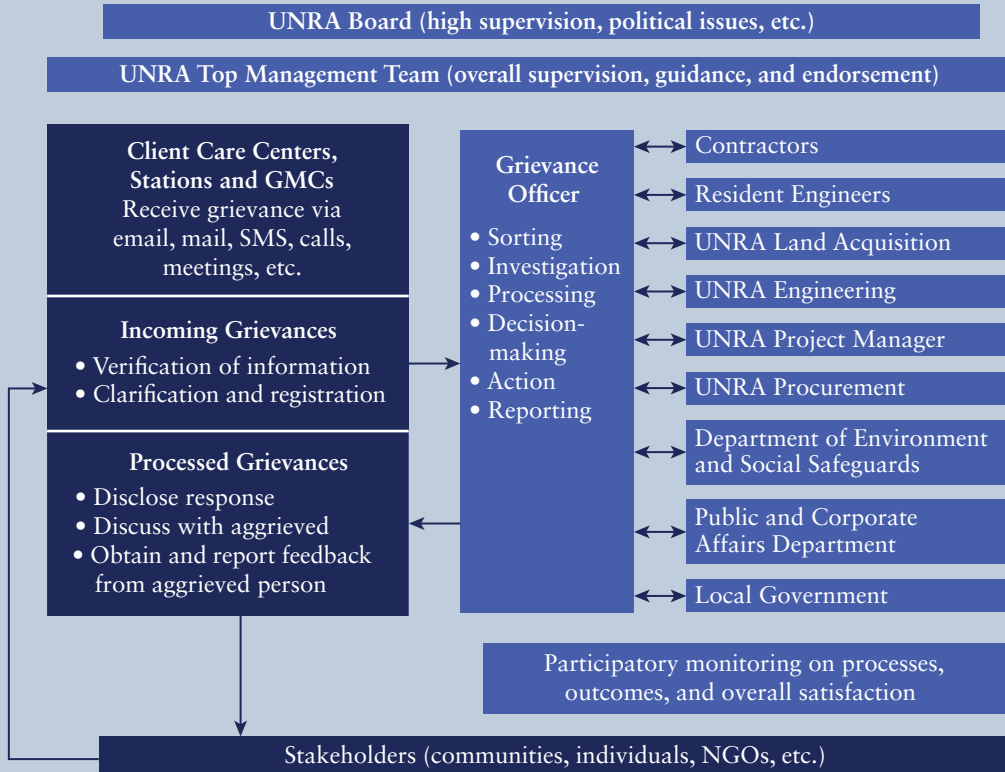 UNRA Board (high supervision, political issues, etc.)
UNRA Top Management Team (overall supervision, guidance, and endorsement)
Client Care Centers,
Stations and GMCs
Receive grievance via
email, mail, SMS, calls,
meetings, etc.
Incoming Grievances
• Verification of information
• Clarification and registration
Processed Grievances
• Disclose response
• Discuss with aggrieved
• Obtain and report feedback
from aggrieved person
Grievance
Officer
• Sorting
• Investigation
• Processing
• Decision-
making
• Action
• Reporting
Contractors
Resident Engineers
UNRA Land Acquisition
UNRA Engineering
UNRA Project Manager
UNRA Procurement
Department of Environment
and Social Safeguards
Public and Corporate
Affairs Department
Local Government
Participatory monitoring on processes,
outcomes, and overall satisfaction
Stakeholders (communities, individuals, NGOs, etc.)